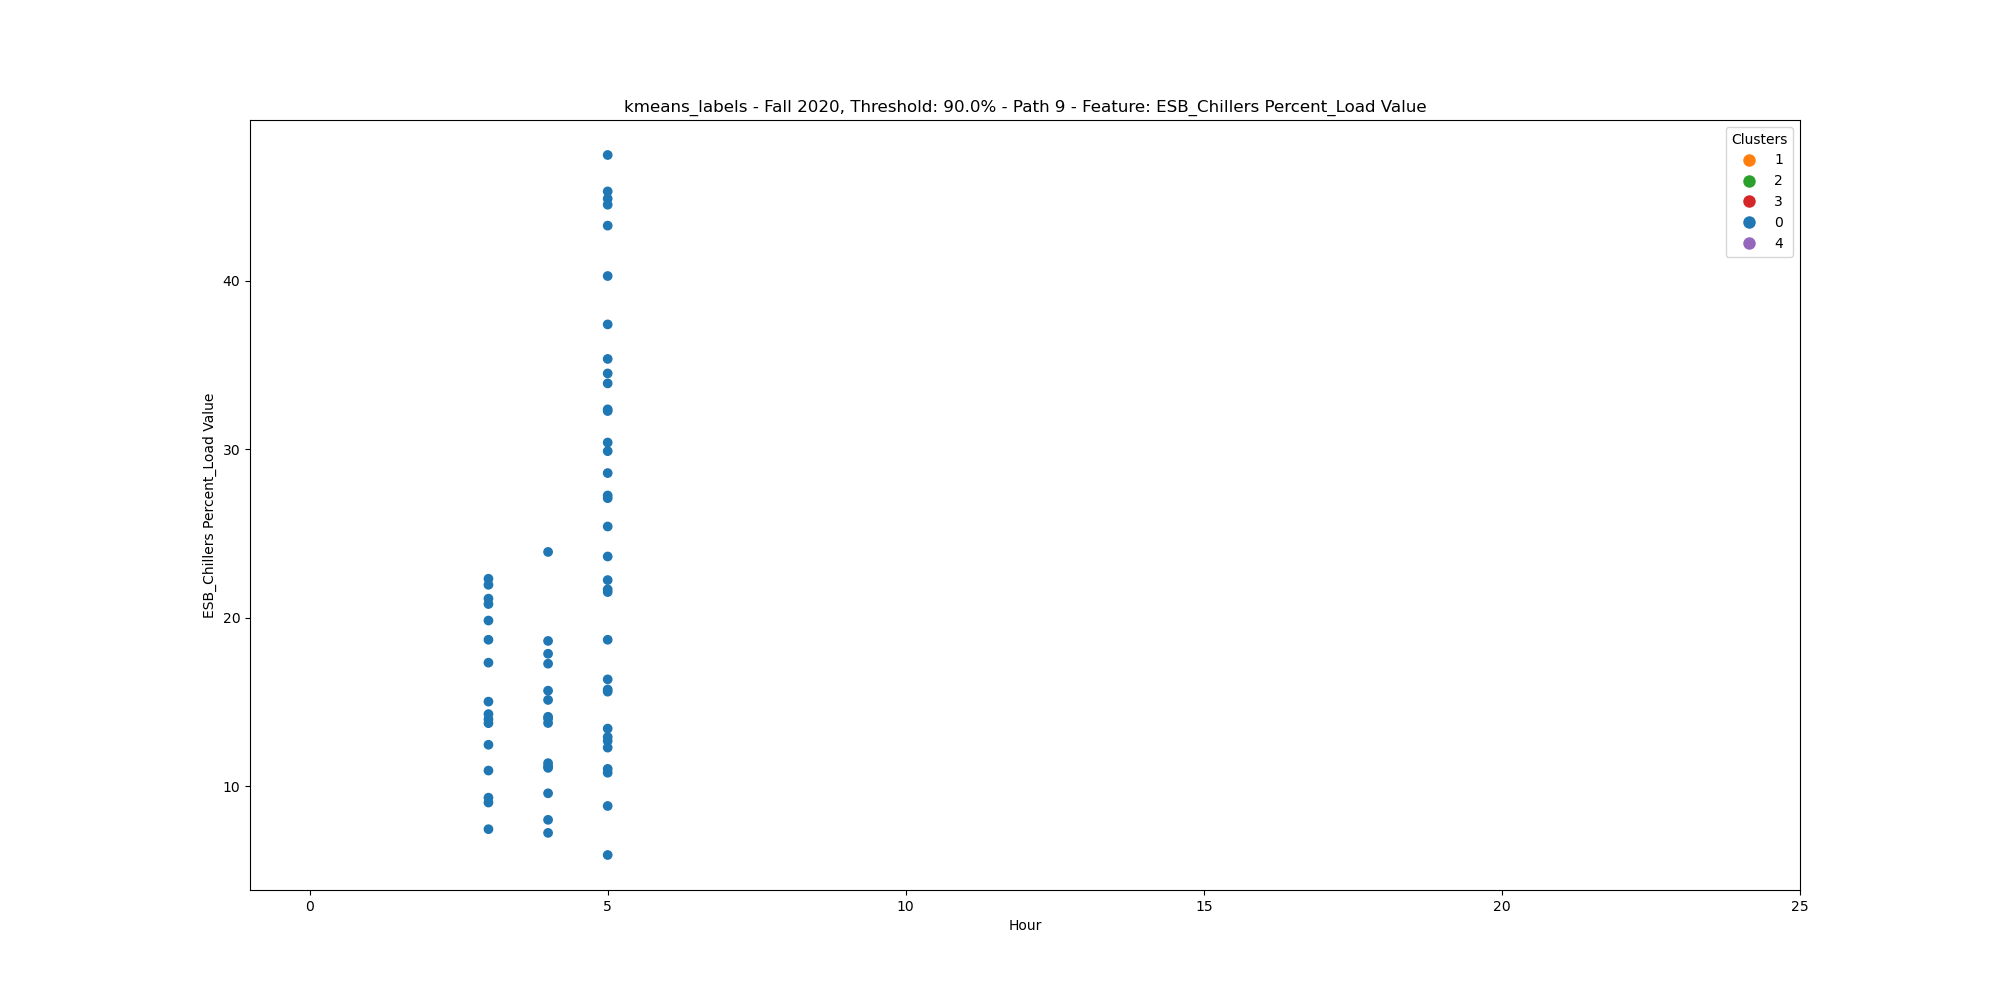 kmeans_labels - Fall 2020, Threshold: 90.0% - Path 9 - Feature: ESB_Chillers Percent_Load Value
Clusters
1
2
3
0
4
40
30
20
10
ESB_Chillers Percent_Load Value
0 5 10 15 20 25
Hour